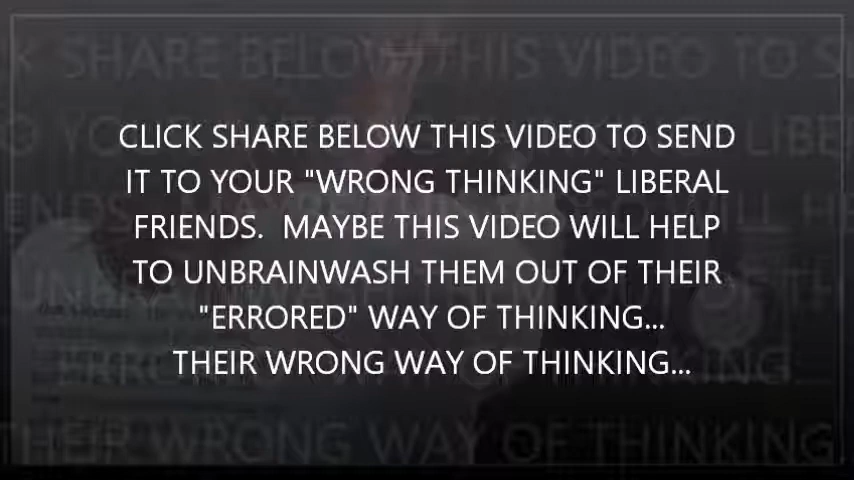 CLICK SHARE BELOW THIS VIDEO TO SEND
IT TO YOUR "WRONG THINKING" LIBERAL
FRIENDS.  MAYBE THIS VIDEO WILL HELP
TO UNBRAINWASH THEM OUT OF THEIR
"ERRORED" WAY OF THINKING...
THEIR WRONG WAY OF THINKING...